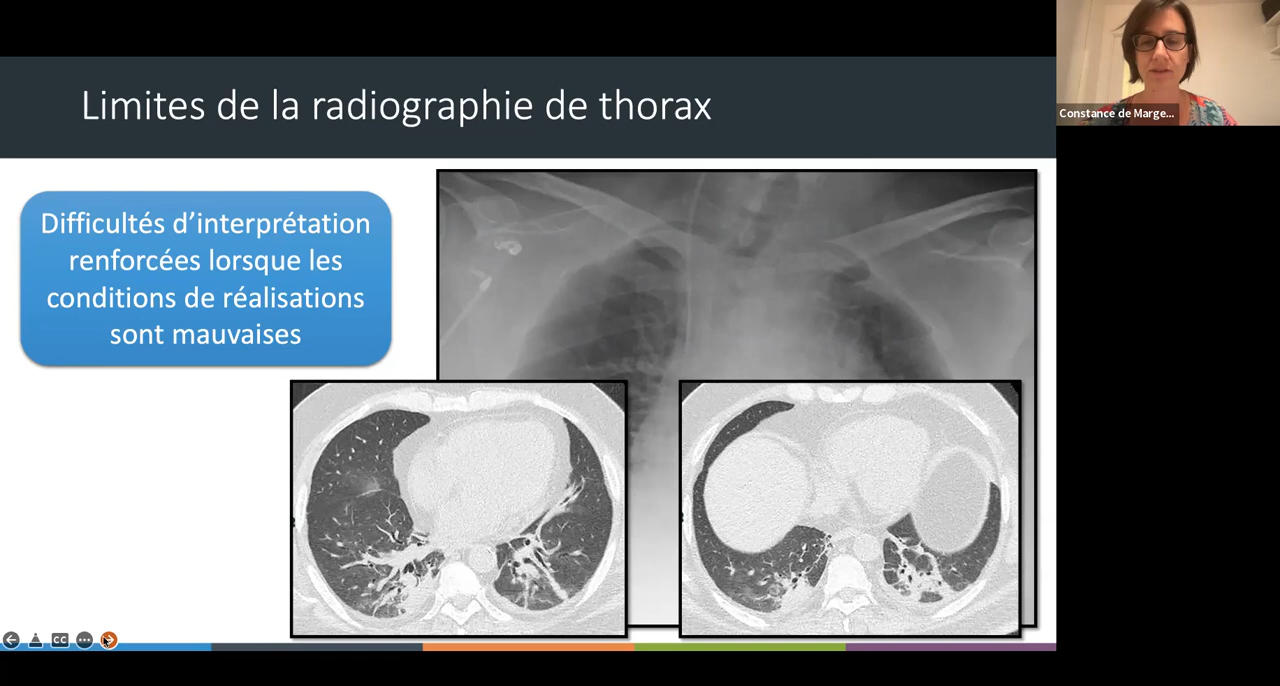 Limites de la radiographie de thorax
Constance de Marge...
Difficultés d’interprétation
renforcées lorsque les
conditions de réalisations
sont mauvaises
CC